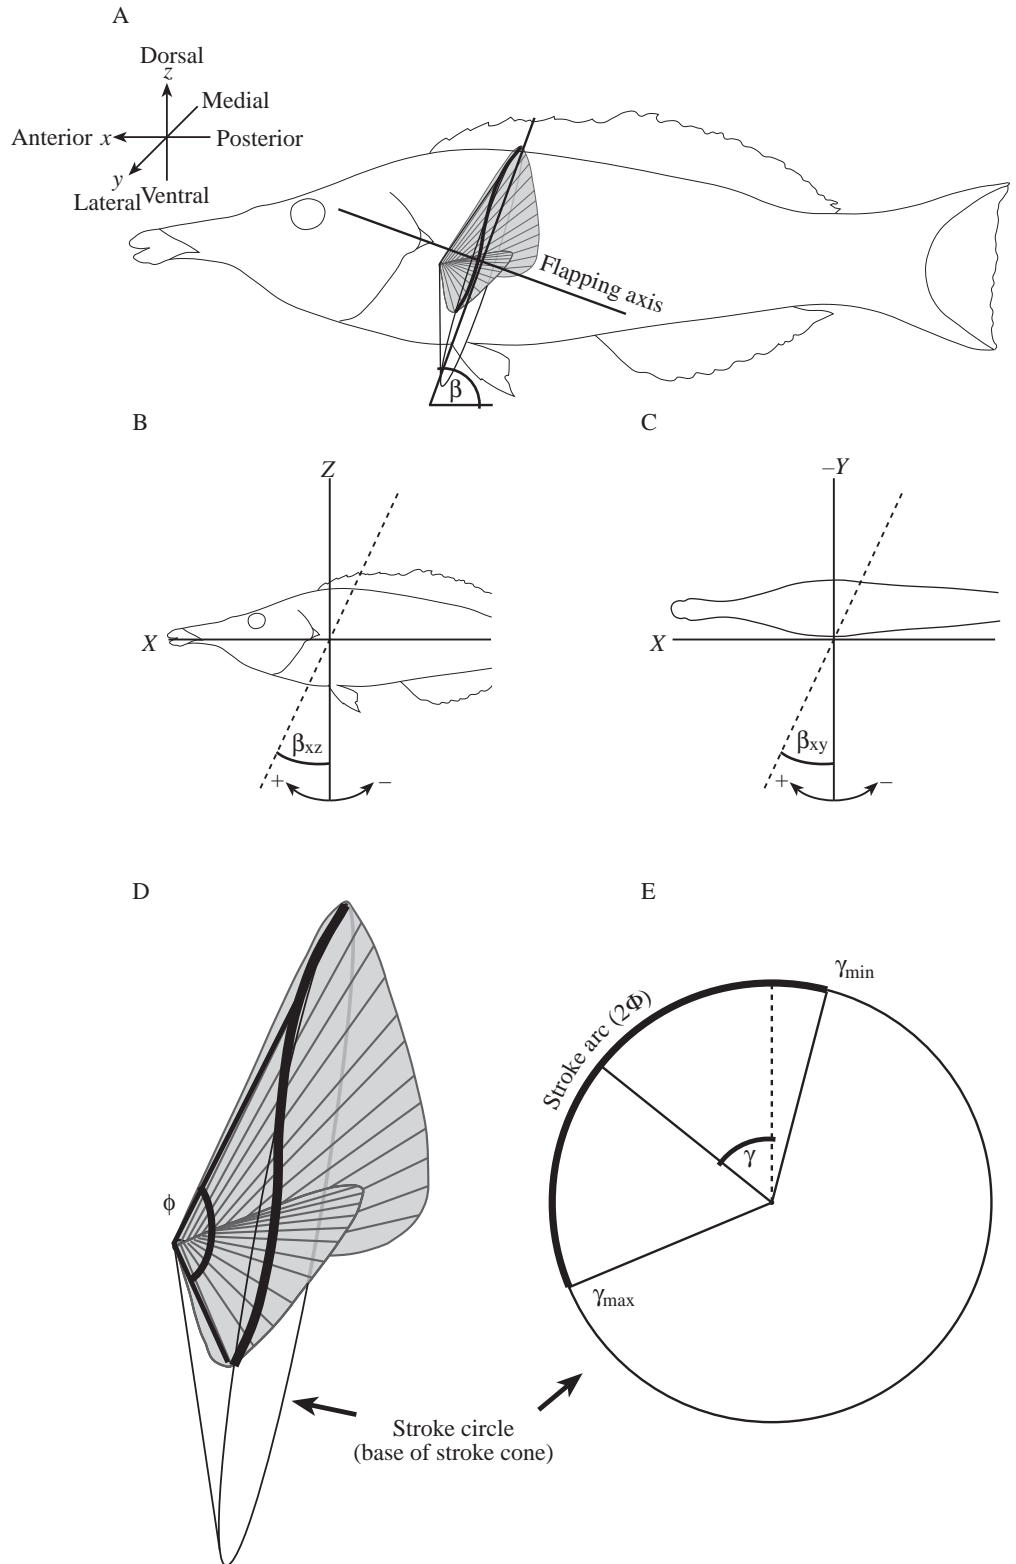 A
Dorsal
z
Medial
Anterior x
Posterior
y
Lateral
Ventral
Flapping axis
β
B
C
Z
–Y
X
X
βxz
βxy
+
–
+
–
D
E
γmin
Stroke arc (2Φ)
γ
ϕ
γmax
Stroke circle
(base of stroke cone)